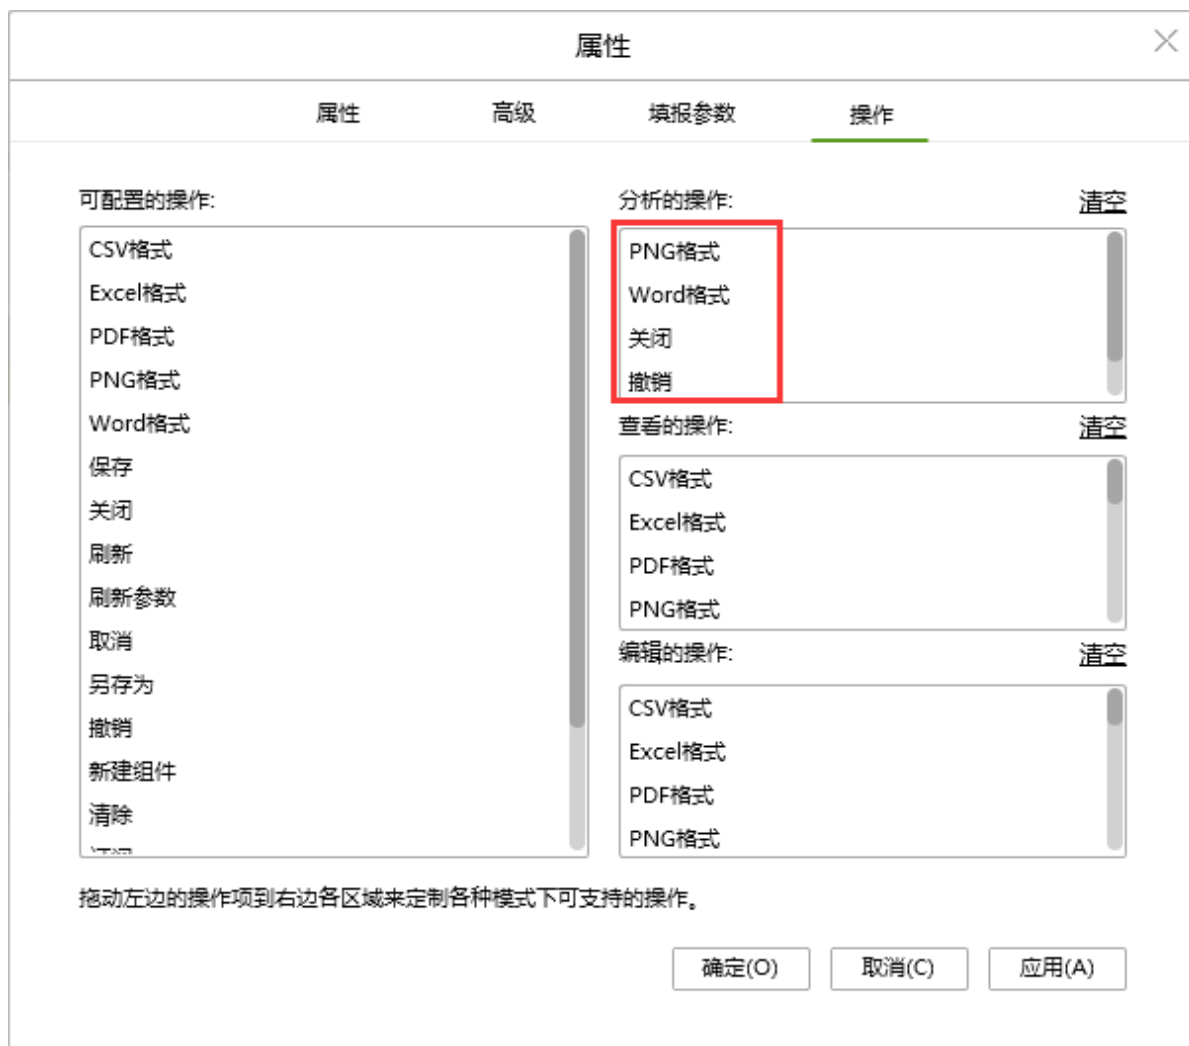 属性
属性 高级 填报参数 操作
可配置的操作:
CSV格式
Excel格式
PDF格式
PNG格式
Word格式
保存
关闭
刷新
刷新参数
取消
另存为
撤销
新建组件
清除
分析的操作: 清空
PNG格式
Word格式
关闭
撤销
查看的操作: 清空
CSV格式
Excel格式
PDF格式
PNG格式
编辑的操作: 清空
CSV格式
Excel格式
PDF格式
PNG格式
拖动左边的操作项到右边各区域来定制各种模式下可支持的操作。
确定(O) 取消(C) 应用(A)